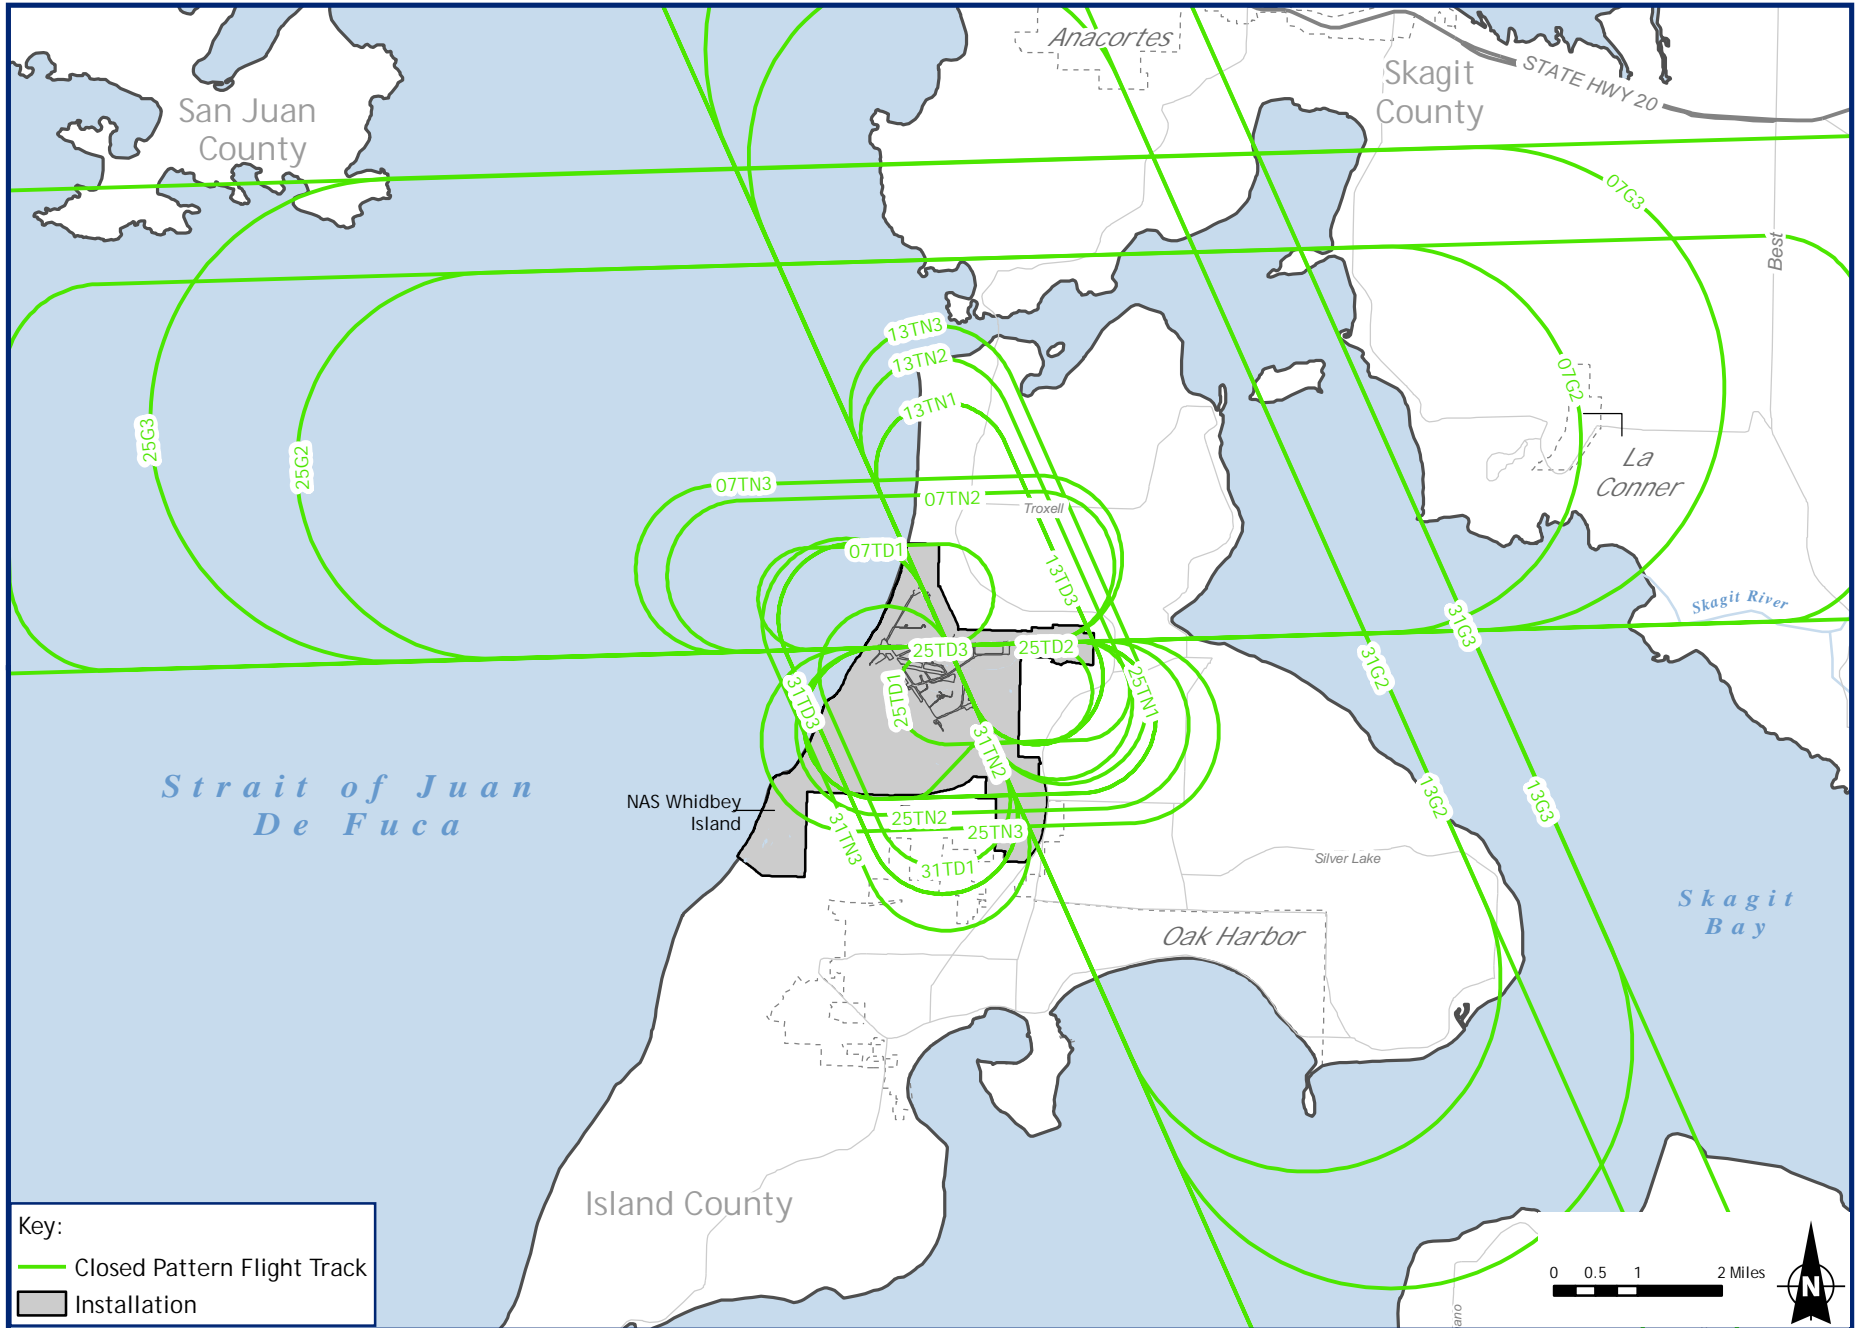 Anacortes
San Juan
County
Skagit
County
STATE HWY 20
07G3
Best
13TN3
13TN2
13TN1
07G2
25G3
25G2
07TN3
07TN2
Troxell
La
Conner
07TD1
13TD3
Skagit River
31G3
25TD3
25TD2
31G2
25TD1
25TN1
31TD3
31TN2
Strait of Juan
De Fuca
NAS Whidbey
Island
13G2
13G3
25TN2
25TN3
31TN3
31TD1
Silver Lake
Skagit
Bay
Oak Harbor
Island County
Key:
Closed Pattern Flight Track
Installation
0 0.5 1 2 Miles
N